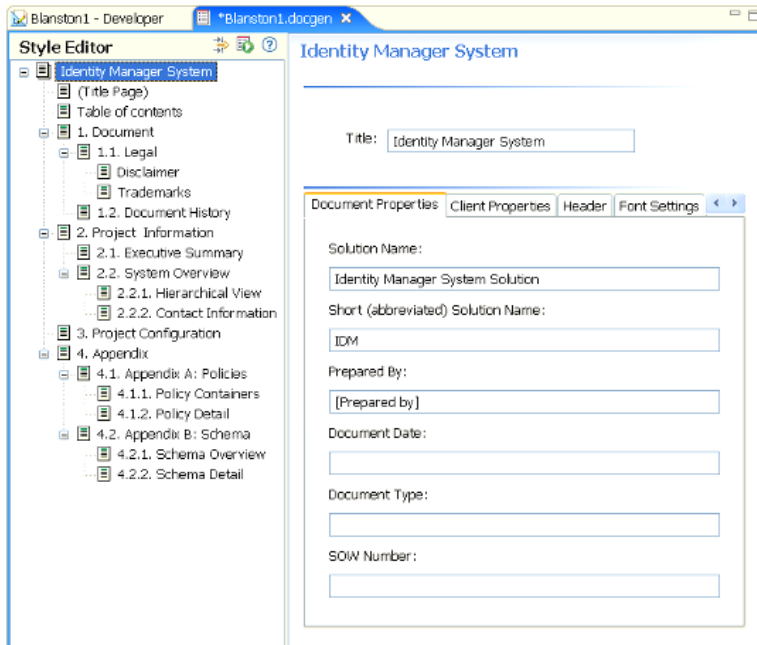 Blanston1 - Developer
*Blanston1.docgen
Style Editor
Identity Manager System
(Title Page)
Table of contents
1. Document
1.1. Legal
Disclaimer
Trademarks
1.2. Document History
2. Project Information
2.1. Executive Summary
2.2. System Overview
2.2.1. Hierarchical View
2.2.2. Contact Information
3. Project Configuration
4. Appendix
4.1. Appendix A: Policies
4.1.1. Policy Containers
4.1.2. Policy Detail
4.2. Appendix B: Schema
4.2.1. Schema Overview
4.2.2. Schema Detail
Identity Manager System
Title: Identity Manager System
Document Properties Client Properties Header Font Settings
Solution Name:
Identity Manager System Solution
Short (abbreviated) Solution Name:
IDM
Prepared By:
[Prepared by]
Document Date:
Document Type:
SOW Number: